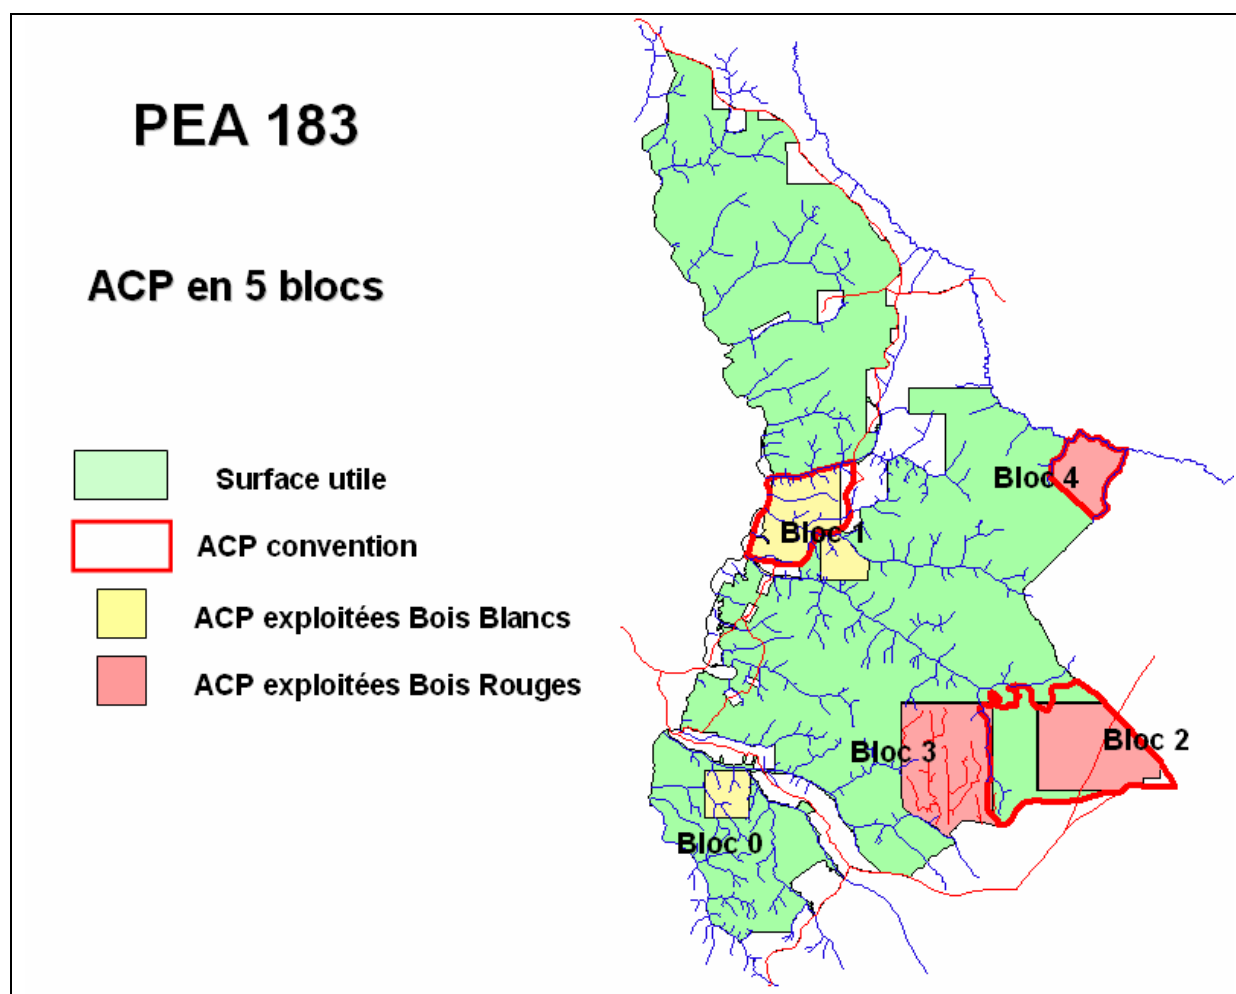 PEA 183
ACP en 5 blocs
Surface utile
ACP convention
ACP exploitées Bois Blancs
ACP exploitées Bois Rouges
Bloc 4
Bloc 1
Bloc 2
Bloc 3
Bloc 0